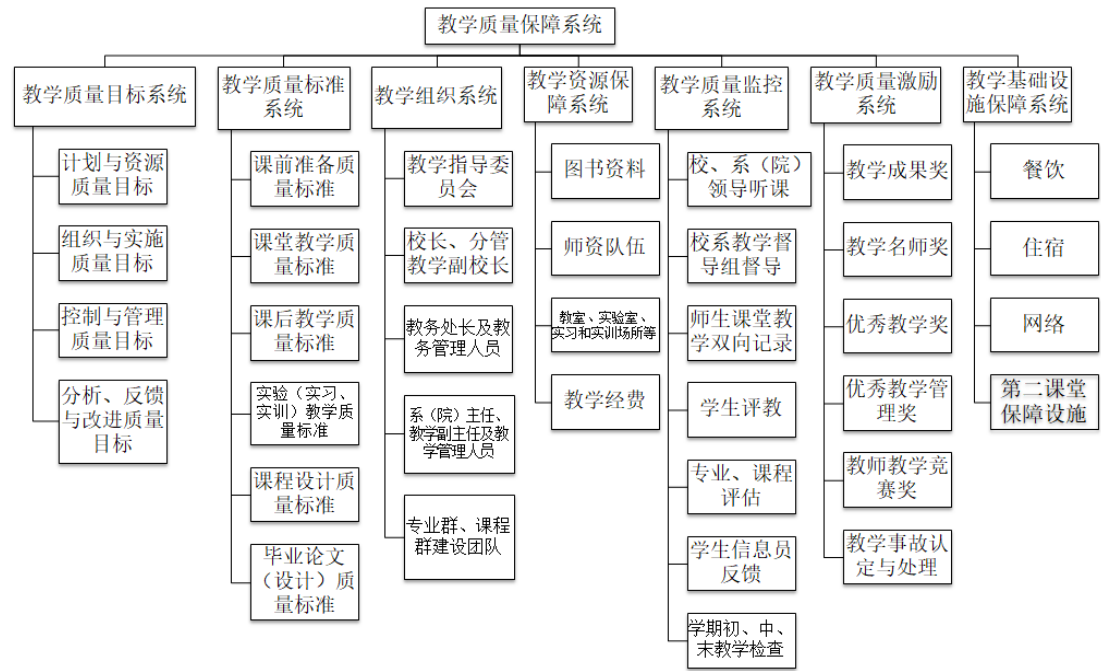 教学质量保障系统
教学质量目标系统
计划与资源
质量目标
组织与实施
质量目标
控制与管理
质量目标
分析、反馈
与改进质量
目标
教学质量标准
系统
课前准备质
量标准
课堂教学质
量标准
课后教学质
量标准
实验（实习、
实训）教学质
量标准
课程设计质
量标准
毕业论文
（设计）质
量标准
教学组织系统
教学指导委
员会
校长、分管
教学副校长
教务处长及教
务管理人员
系（院）主任、
教学副主任及教
学管理人员
专业群、课程
群建设团队
教学资源保
障系统
图书资料
师资队伍
教室、实验室、
实习和实训场所等
教学经费
教学质量监控
系统
校、系（院）
领导听课
校系教学督
导组督导
师生课堂教
学双向记录
学生评教
专业、课程
评估
学生信息员
反馈
学期初、中、
末教学检查
教学质量激励
系统
教学成果奖
教学名师奖
优秀教学奖
优秀教学管
理奖
教师教学竞
赛奖
教学事故认
定与处理
教学基础设
施保障系统
餐饮
住宿
网络
第二课堂
保障设施